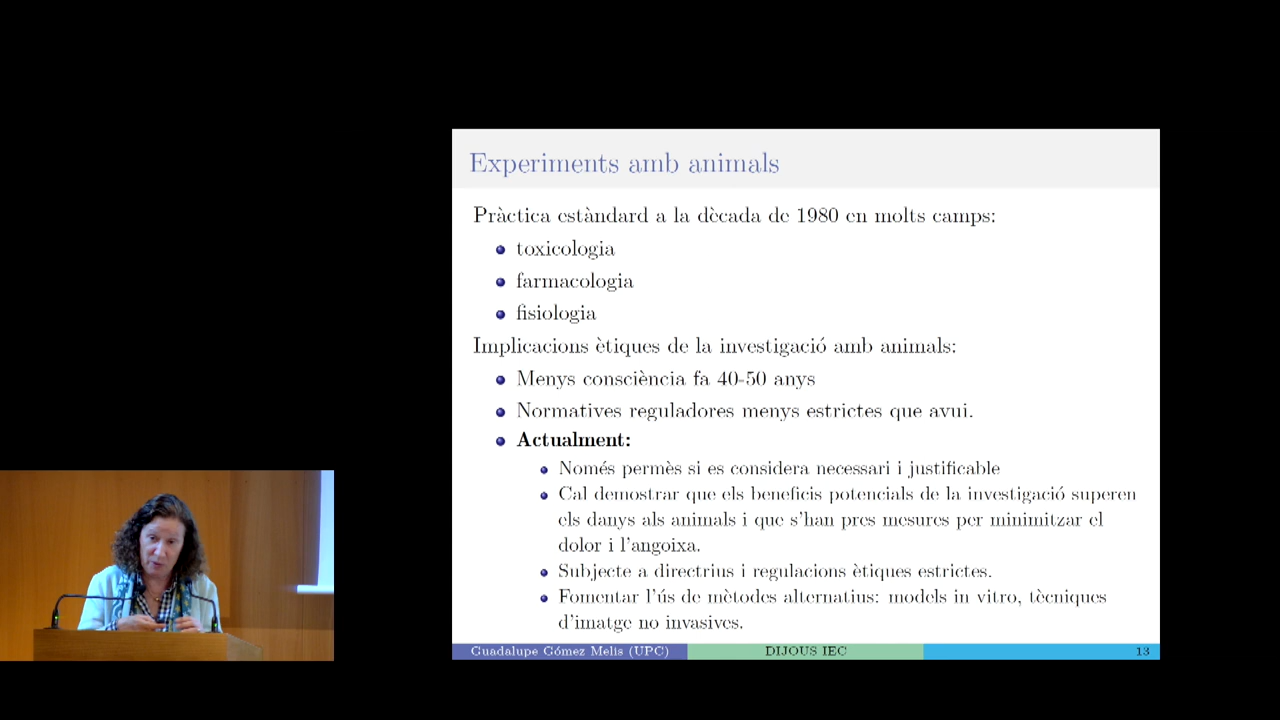 Experiments amb animals
Pràctica estàndard a la dècada de 1980 en molts camps:
toxicologia
farmacologia
fisiologia
Implicacions ètiques de la investigació amb animals:
Menys consciència fa 40-50 anys
Normatives reguladores menys estrictes que avui.
Actualment:
Només permès si es considera necessari i justificable
Cal demostrar que els beneficis potencials de la investigació superen
els danys als animals i que s'han pres mesures per minimitzar el
dolor i l'angoixa.
Subjecte a directrius i regulacions ètiques estrictes.
Fomentar l'ús de mètodes alternatius: models in vitro, tècniques
d'imatge no invasives.
Guadalupe Gómez Melis (UPC)
DIJOUS IEC
13